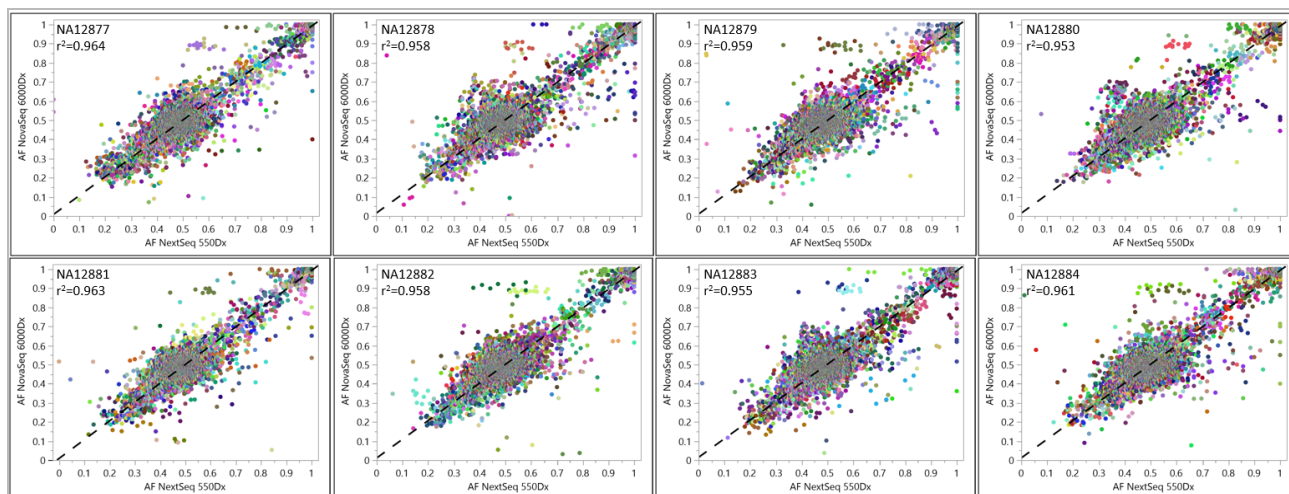 NA12877
r²=0.964
AF NovaSeq 6000Dx
1
0.9
0.8
0.7
0.6
0.5
0.4
0.3
0.2
0.1
0
0 0.1 0.2 0.3 0.4 0.5 0.6 0.7 0.8 0.9 1
AF NextSeq 550Dx
NA12878
r²=0.958
AF NovaSeq 6000Dx
1
0.9
0.8
0.7
0.6
0.5
0.4
0.3
0.2
0.1
0
0 0.1 0.2 0.3 0.4 0.5 0.6 0.7 0.8 0.9 1
AF NextSeq 550Dx
NA12879
r²=0.959
AF NovaSeq 6000Dx
1
0.9
0.8
0.7
0.6
0.5
0.4
0.3
0.2
0.1
0
0 0.1 0.2 0.3 0.4 0.5 0.6 0.7 0.8 0.9 1
AF NextSeq 550Dx
NA12880
r²=0.953
AF NovaSeq 6000Dx
1
0.9
0.8
0.7
0.6
0.5
0.4
0.3
0.2
0.1
0
0 0.1 0.2 0.3 0.4 0.5 0.6 0.7 0.8 0.9 1
AF NextSeq 550Dx
NA12881
r²=0.963
AF NovaSeq 6000Dx
1
0.9
0.8
0.7
0.6
0.5
0.4
0.3
0.2
0.1
0
-0 0.1 0.2 0.3 0.4 0.5 0.6 0.7 0.8 0.9 1
AF NextSeq 550Dx
NA12882
r²=0.958
AF NovaSeq 6000Dx
1
0.9
0.8
0.7
0.6
0.5
0.4
0.3
0.2
0.1
0
0 0.1 0.2 0.3 0.4 0.5 0.6 0.7 0.8 0.9 1
AF NextSeq 550Dx
NA12883
r²=0.955
AF NovaSeq 6000Dx
1
0.9
0.8
0.7
0.6
0.5
0.4
0.3
0.2
0.1
0
0 0.1 0.2 0.3 0.4 0.5 0.6 0.7 0.8 0.9 1
AF NextSeq 550Dx
NA12884
r²=0.961
AF NovaSeq 6000Dx
1
0.9
0.8
0.7
0.6
0.5
0.4
0.3
0.2
0.1
0
0 0.1 0.2 0.3 0.4 0.5 0.6 0.7 0.8 0.9 1
AF NextSeq 550Dx